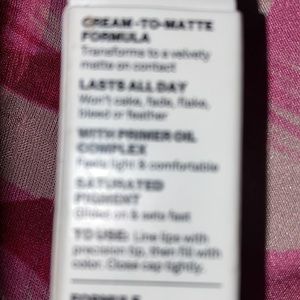 CREAM-TO-MATTE
FORMULA
Transforms to a velvety
matte on contact
LASTS ALL DAY
Won't cake, fade, flake,
bleed or feather
WITH PRIMER OIL
COMPLEX
Feels light & comfortable
SATURATED
PIGMENT
Glides on & sets fast
TO USE: Line lips with
precision tip, then fill with
color. Close cap tightly.
FORMULE